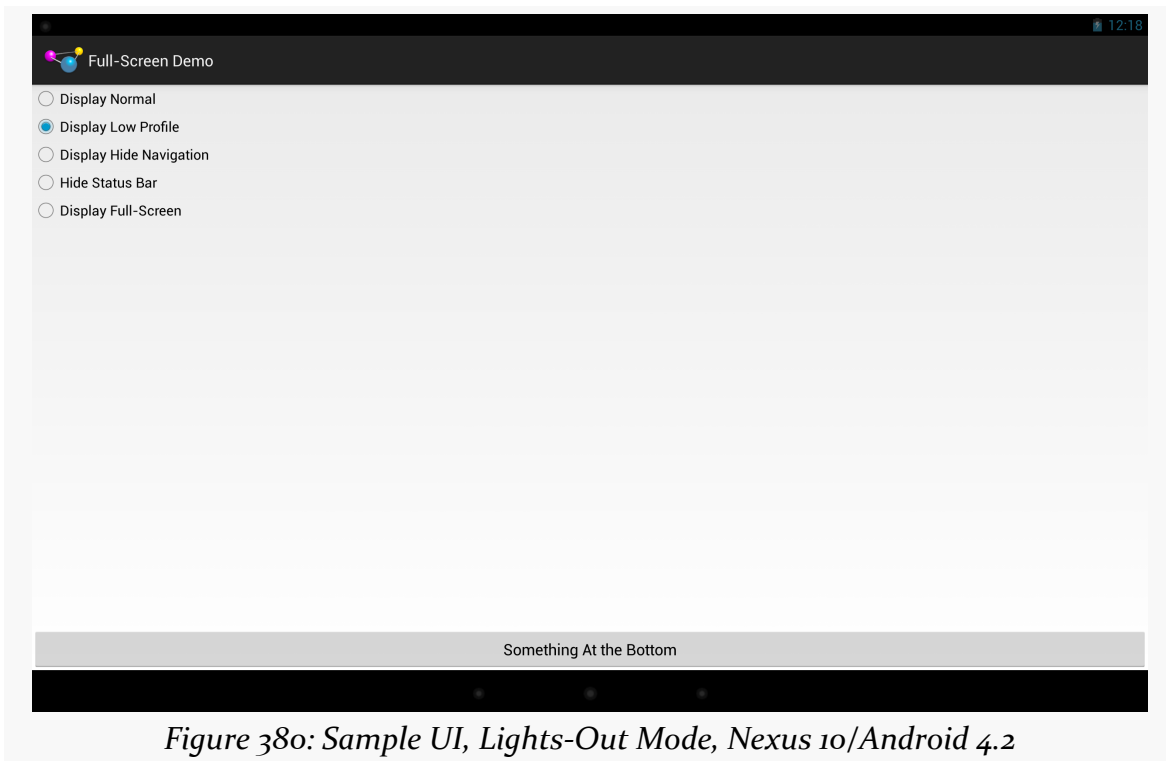 12:18
Full-Screen Demo
Display Normal
Display Low Profile
Display Hide Navigation
Hide Status Bar
Display Full-Screen
Something At the Bottom
Figure 380: Sample UI, Lights-Out Mode, Nexus 10/Android 4.2